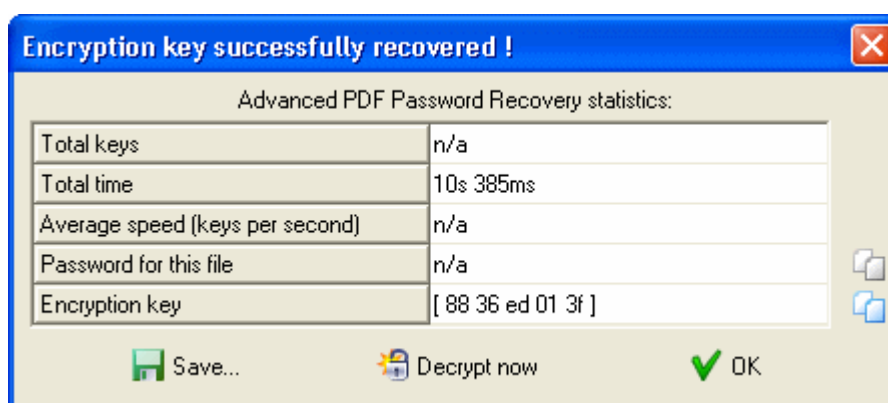 Encryption key successfully recovered !
Advanced PDF Password Recovery statistics:
Total keys n/a
Total time 10s 385ms
Average speed (keys per second) n/a
Password for this file n/a
Encryption key [ 88 36 ed 01 3f ]
Save... Decrypt now OK